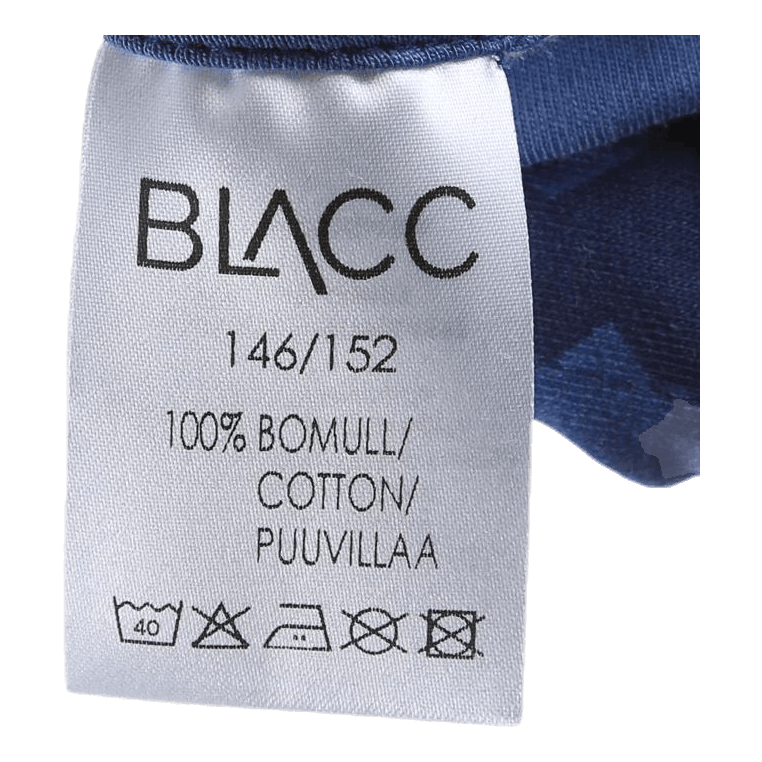 BLACC
146/152
100% BOMULL/
COTTON/
PUUVILLAA
40